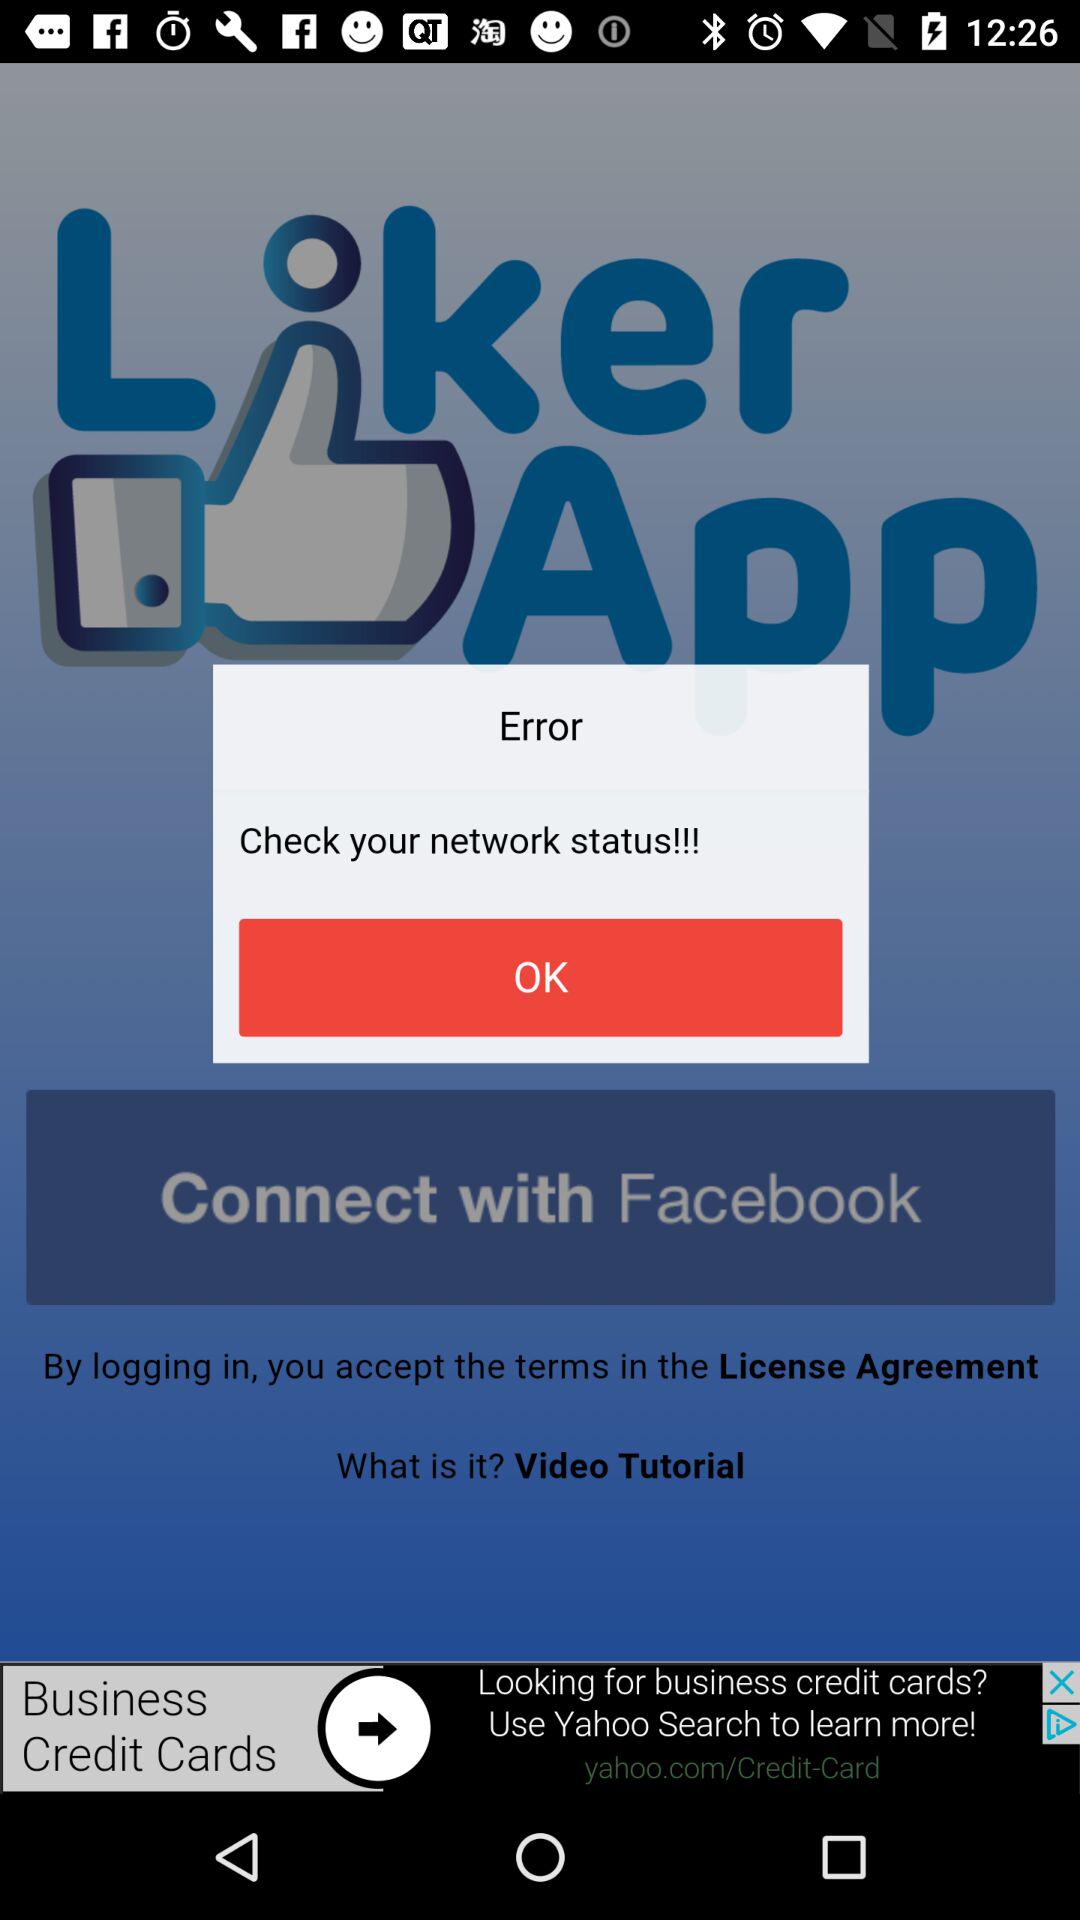 QT 淘 12:26
Liker
App
Error
Check your network status!!!
OK
Connect with Facebook
By logging in, you accept the terms in the License Agreement
What is it? Video Tutorial
Business
Credit Cards
Looking for business credit cards?
Use Yahoo Search to learn more!
yahoo.com/Credit-Card